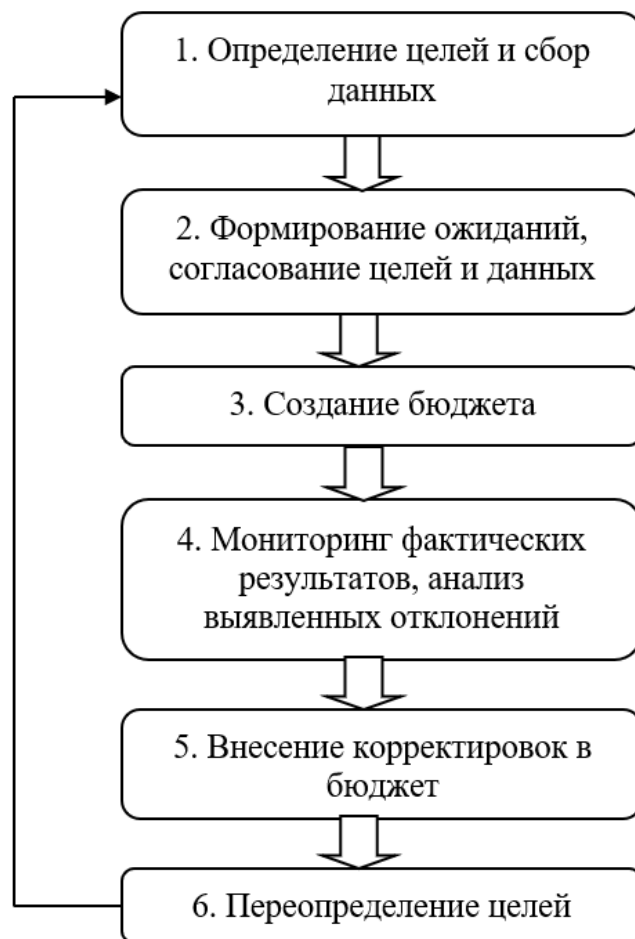 1. Определение целей и сбор
данных
2. Формирование ожиданий,
согласование целей и данных
3. Создание бюджета
4. Мониторинг фактических
результатов, анализ
выявленных отклонений
5. Внесение корректировок в
бюджет
6. Переопределение целей